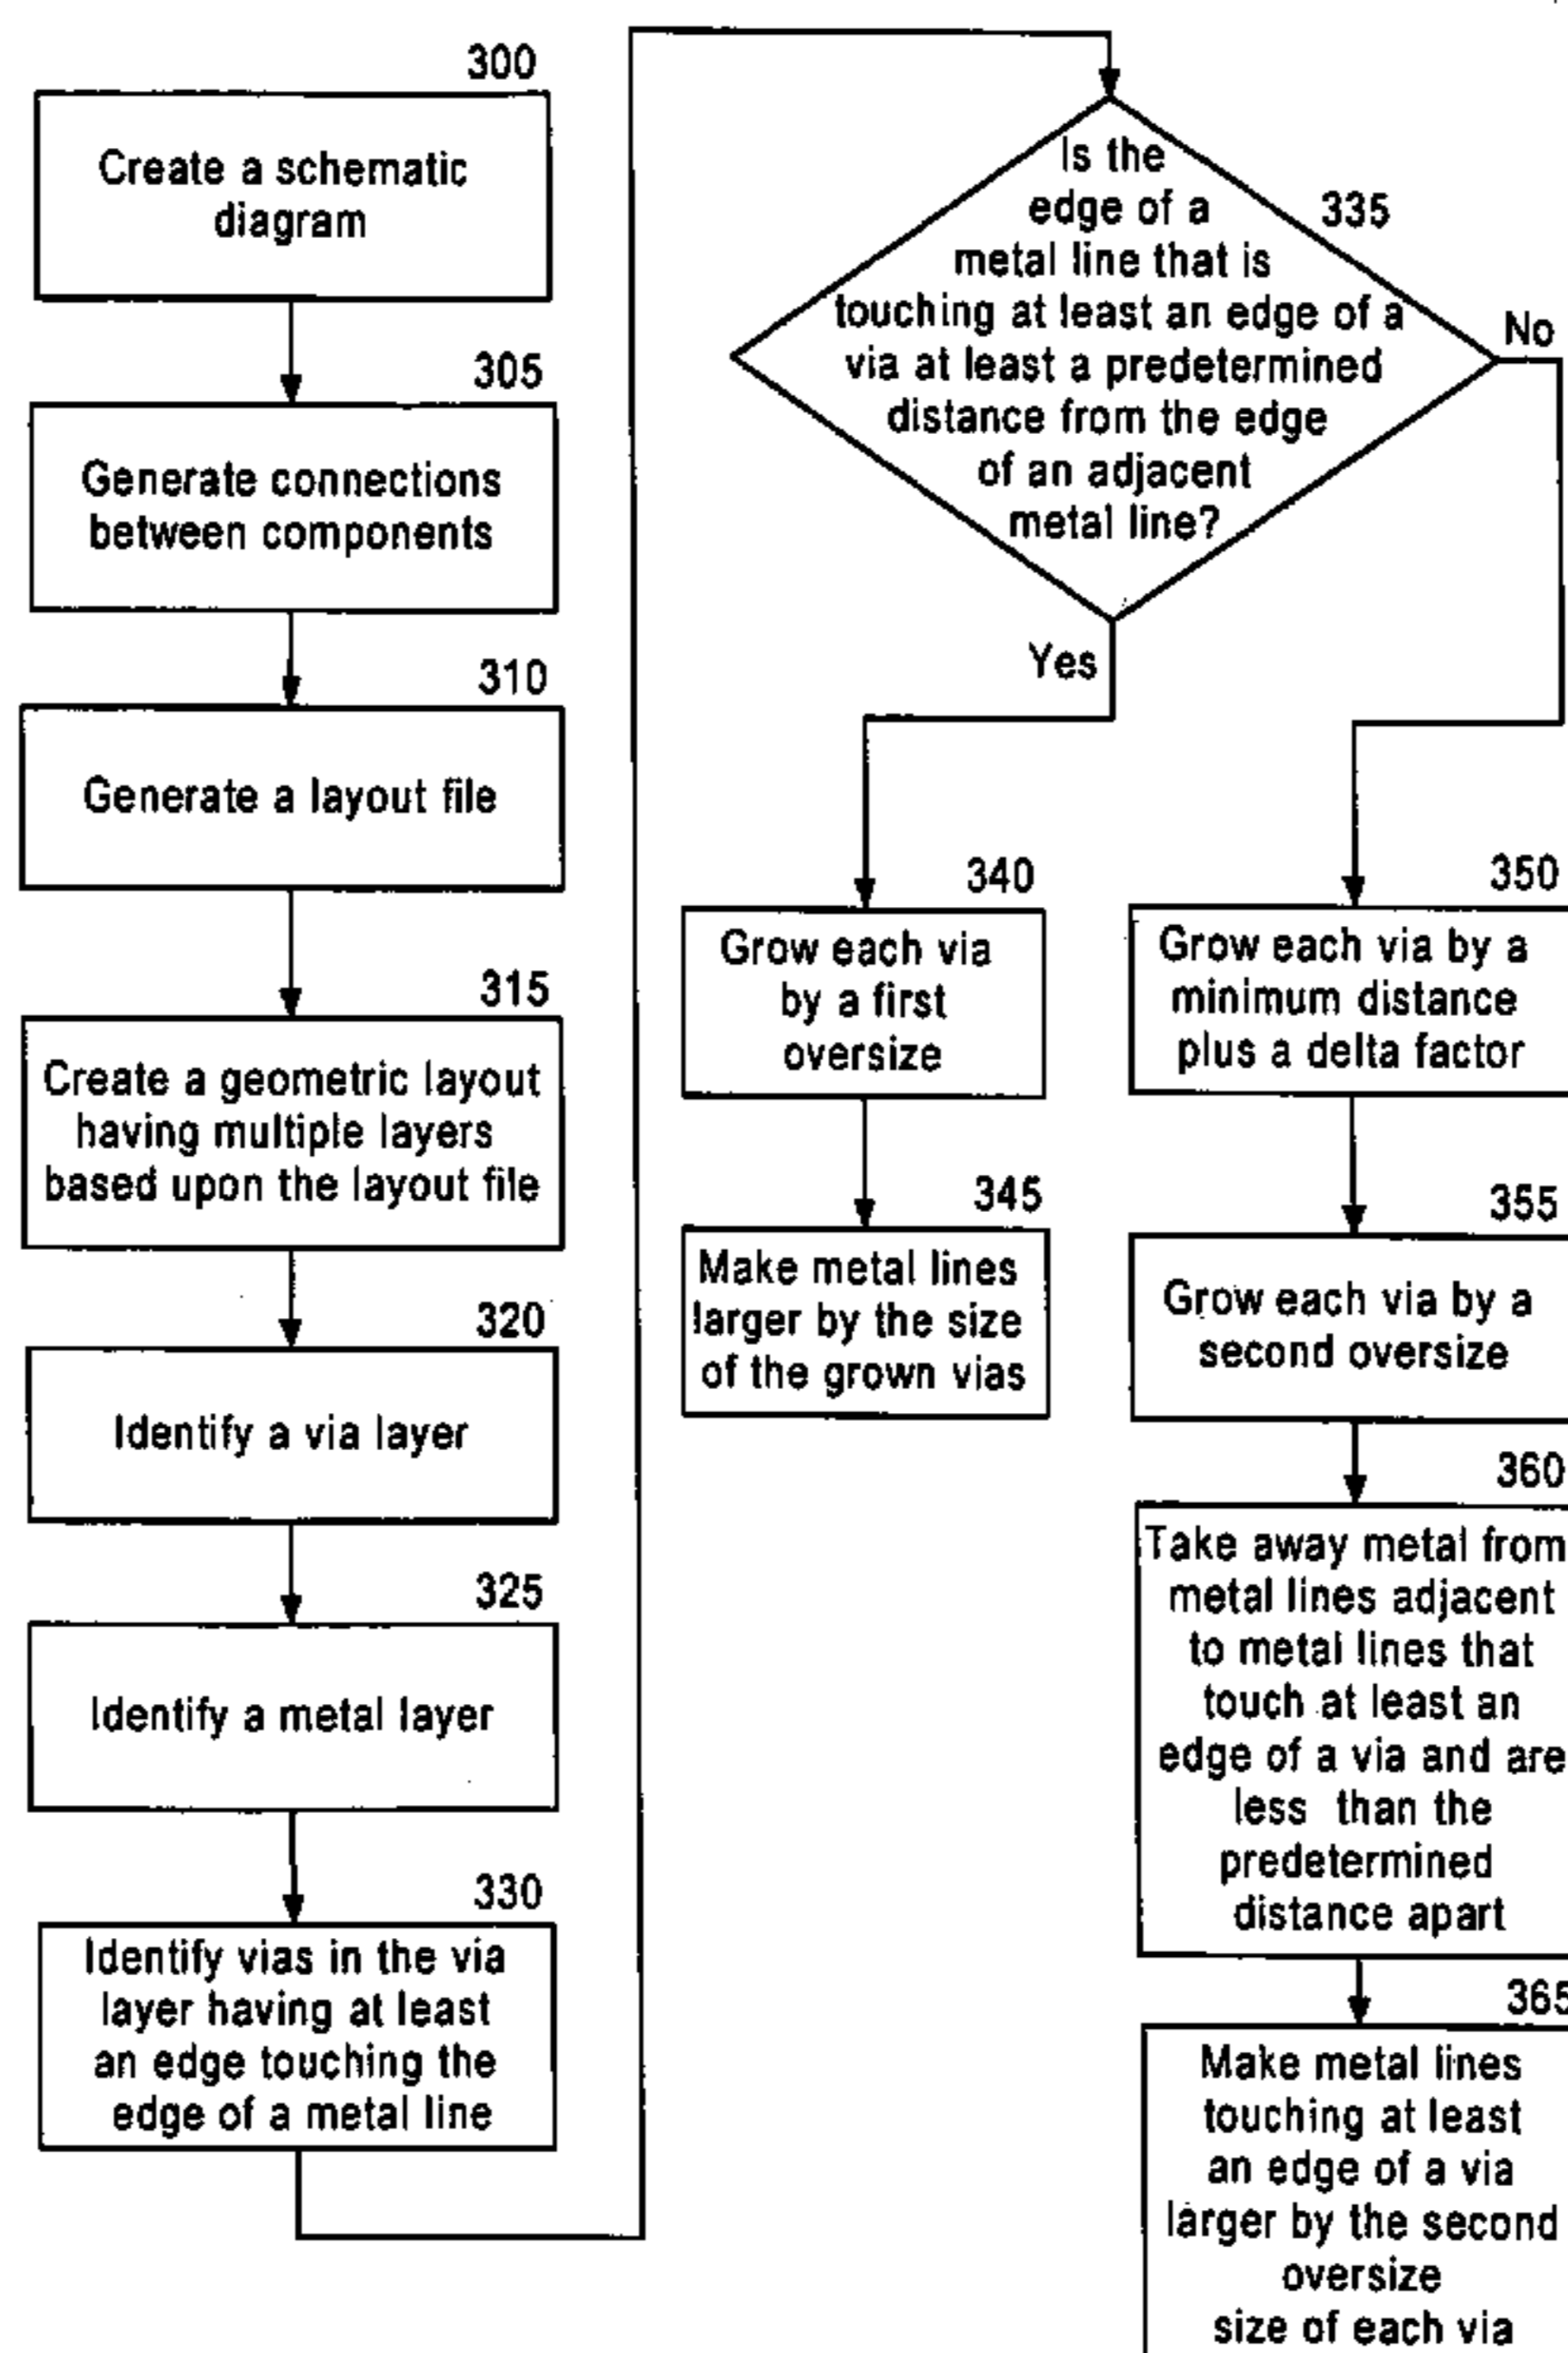 300
Create a schematic
diagram
305
Generate connections
between components
310
Generate a layout file
315
Create a geometric layout
having multiple layers
based upon the layout file
320
Identify a via layer
325
Identify a metal layer
330
Identify vias in the via
layer having at least
an edge touching the
edge of a metal line
Is the
edge of a
metal line that is
touching at least an edge of a
via at least a predetermined
distance from the edge
of an adjacent
metal line?
335
No
Yes
340
Grow each via
by a first
oversize
345
Make metal lines
larger by the size
of the grown vias
350
Grow each via by a
minimum distance
plus a delta factor
355
Grow each via by a
second oversize
360
Take away metal from
metal lines adjacent
to metal lines that
touch at least an
edge of a via and are
less than the
predetermined
distance apart
365
Make metal lines
touching at least
an edge of a via
larger by the second
oversize
size of each via